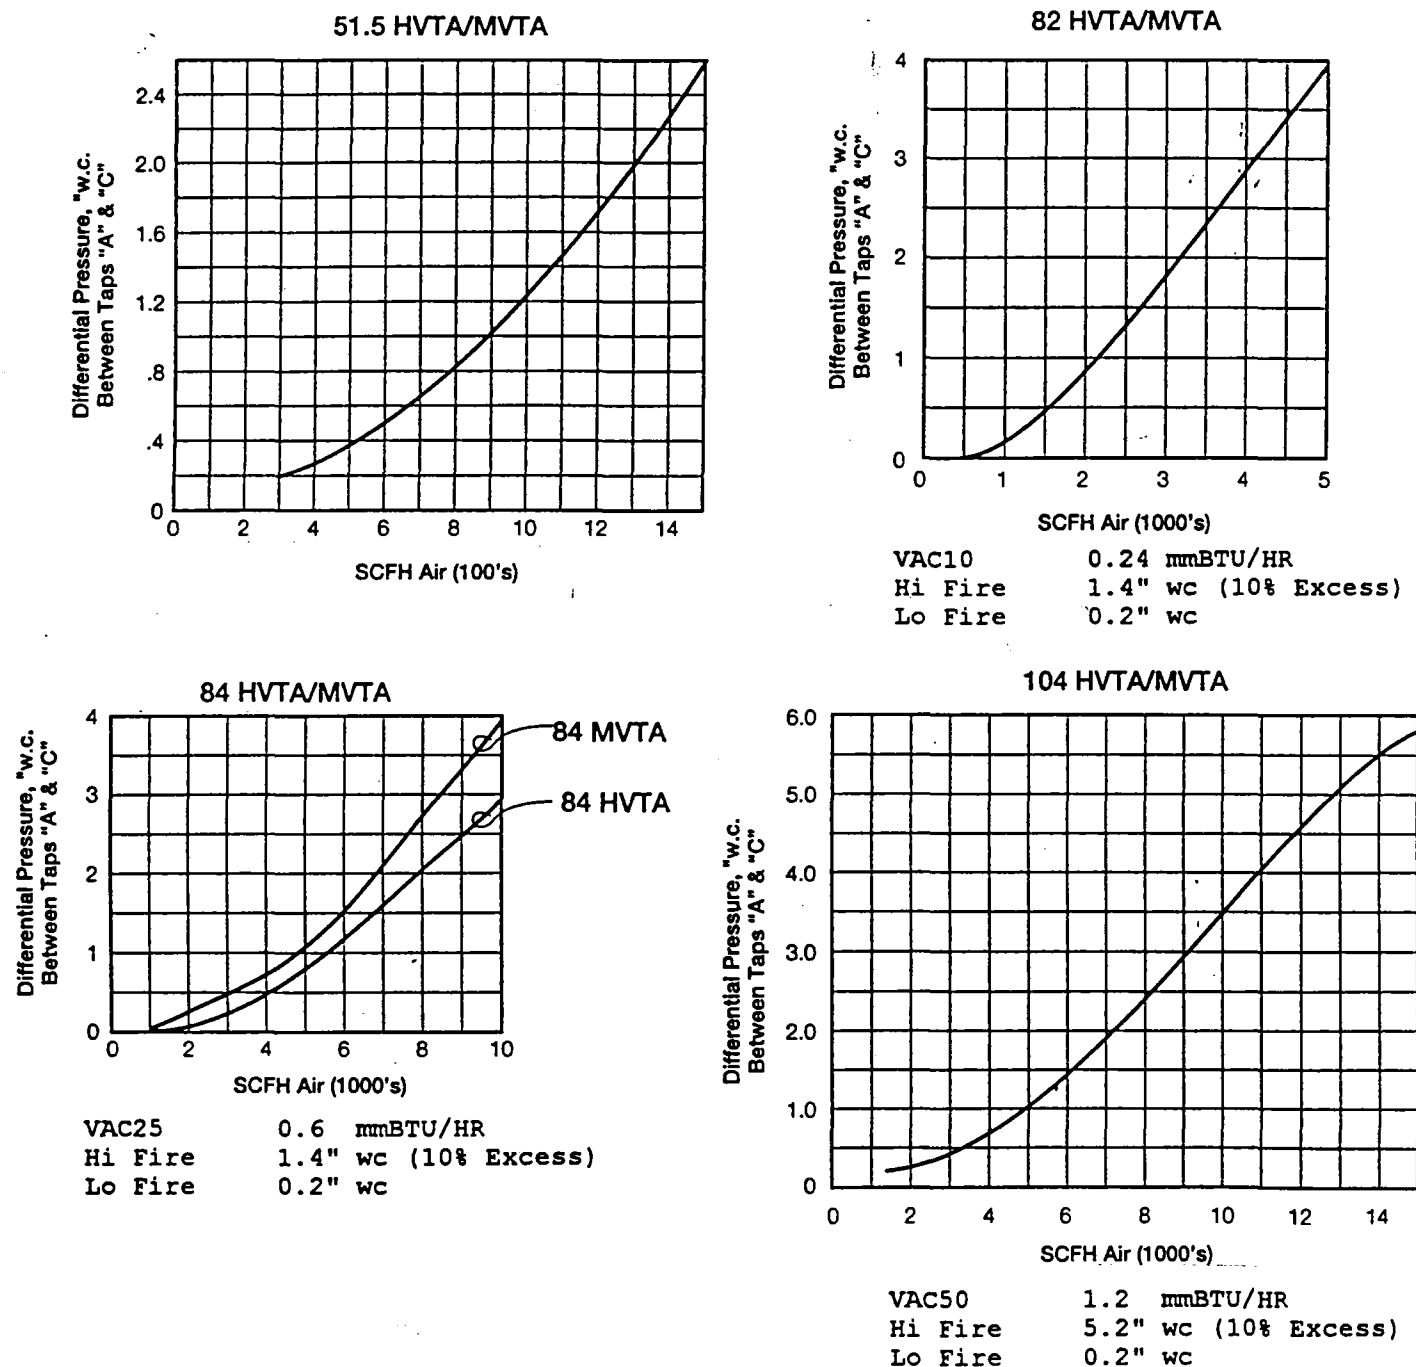 51.5 HVTA/MVTA
Differential Pressure, "w.c.
Between Taps "A" & "C"
2.4
2.0
1.6
1.2
.8
.4
0
0 2 4 6 8 10 12 14
SCFH Air (100's)
82 HVTA/MVTA
Differential Pressure, "w.c.
Between Taps "A" & "C"
4
3
2
1
0
0 1 2 3 4 5
SCFH Air (1000's)
VAC10 0.24 mmBTU/HR
Hi Fire 1.4" wc (10% Excess)
Lo Fire 0.2" wc
84 HVTA/MVTA
Differential Pressure, "w.c.
Between Taps "A" & "C"
4
3
2
1
0
0 2 4 6 8 10
84 MVTA
84 HVTA
SCFH Air (1000's)
VAC25 0.6 mmBTU/HR
Hi Fire 1.4" wc (10% Excess)
Lo Fire 0.2" wc
104 HVTA/MVTA
Differential Pressure, "w.c.
Between Taps "A" & "C"
6.0
5.0
4.0
3.0
2.0
1.0
0
0 2 4 6 8 10 12 14
SCFH Air (1000's)
VAC50 1.2 mmBTU/HR
Hi Fire 5.2" wc (10% Excess)
Lo Fire 0.2" wc